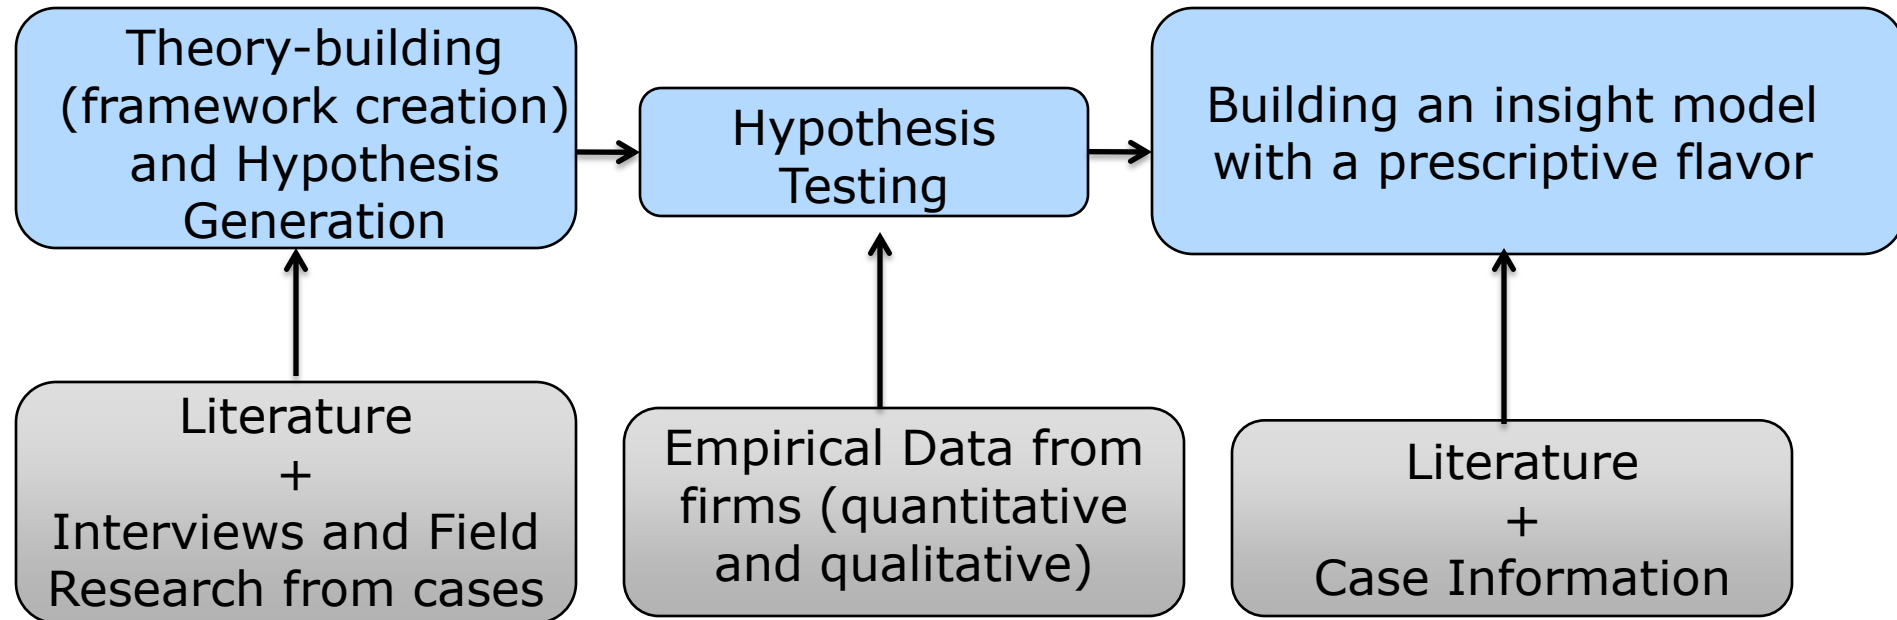 Theory-building
(framework creation)
and Hypothesis
Generation
Hypothesis
Testing
Building an insight model
with a prescriptive flavor
Literature
+
Interviews and Field
Research from cases
Empirical Data from
firms (quantitative
and qualitative)
Literature
+
Case Information